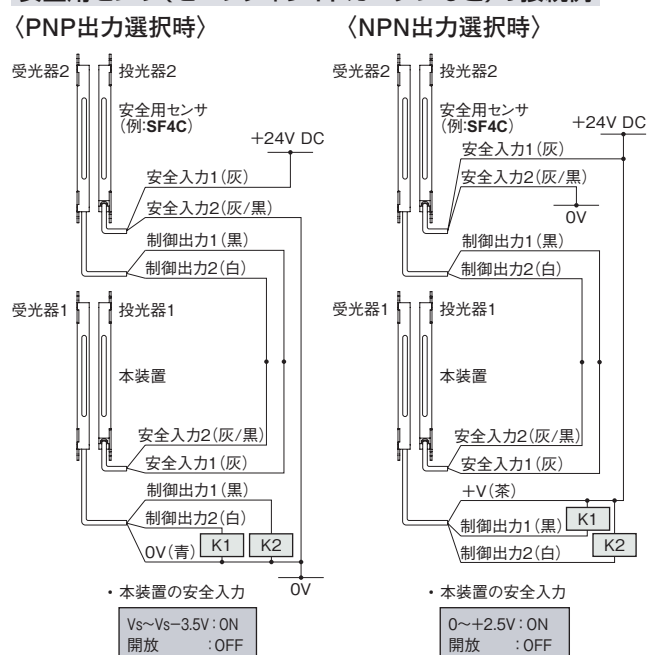 〈PNP出力選択時〉
受光器2
投光器2
安全用センサ
(例:SF4C)
+24V DC
安全入力1(灰)
安全入力2(灰/黒)
制御出力1(黒)
制御出力2(白)
受光器1
投光器1
本装置
安全入力2(灰/黒)
安全入力1(灰)
制御出力1(黒)
制御出力2(白)
0V(青)
K1
K2
0V
・本装置の安全入力
Vs~Vs-3.5V:ON
開放 :OFF
〈NPN出力選択時〉
受光器2
投光器2
安全用センサ
(例:SF4C)
+24V DC
安全入力1(灰)
安全入力2(灰/黒)
0V
制御出力1(黒)
制御出力2(白)
受光器1
投光器1
本装置
安全入力2(灰/黒)
安全入力1(灰)
+V(茶)
制御出力1(黒)
K1
制御出力2(白)
K2
・本装置の安全入力
0~+2.5V:ON
開放 :OFF